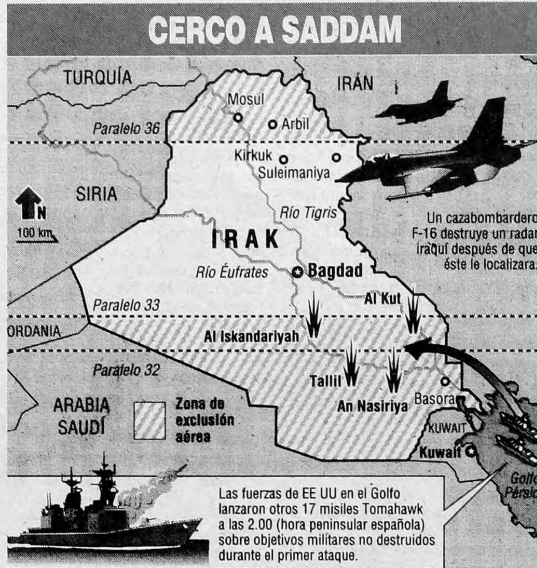 CERCO A SADDAM
TURQUÍA
IRÁN
Mosul
Arbil
Paralelo 36
Kirkuk
Suleimaniya
SIRIA
N
100 km
Río Tigris
Un cazabombardero
F-16 destruye un radar
iraquí después de que
éste le localizara.
IRAK
Río Éufrates
Bagdad
Al Kut
Paralelo 33
ORDANIA
Al Iskandariyah
Paralelo 32
Tallil
An Nasiriya
Basora
ARABIA
SAUDÍ
Zona de
exclusión
aérea
KUWAIT
Kuwait
Golfo
Pérsico
Las fuerzas de EE UU en el Golfo
lanzaron otros 17 misiles Tomahawk
a las 2.00 (hora peninsular española)
sobre objetivos militares no destruidos
durante el primer ataque.